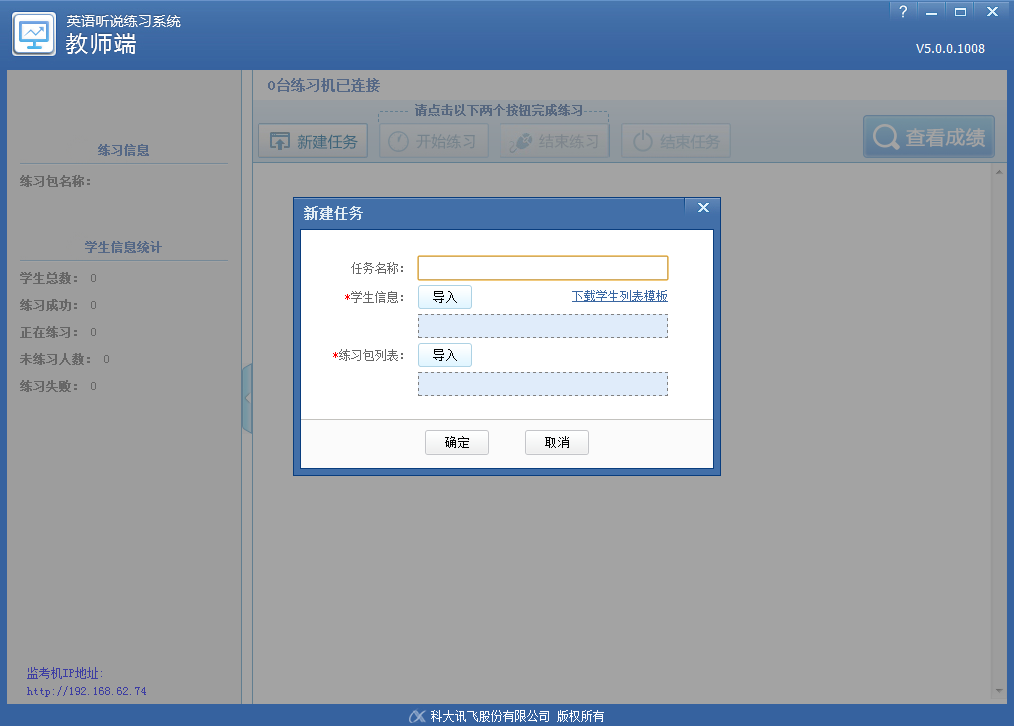 英语听说练习系统
教师端
V5.0.0.1008
0台练习机已连接
请点击以下两个按钮完成练习
新建任务 开始练习 结束练习 结束任务 查看成绩
练习信息
练习包名称:
学生信息统计
学生总数: 0
练习成功: 0
正在练习: 0
未练习人数: 0
练习失败: 0
新建任务
任务名称:
*学生信息: 导入 下载学生列表模板
*练习包列表: 导入
确定 取消
监考机IP地址:
http://192.168.62.74
科大讯飞股份有限公司 版权所有